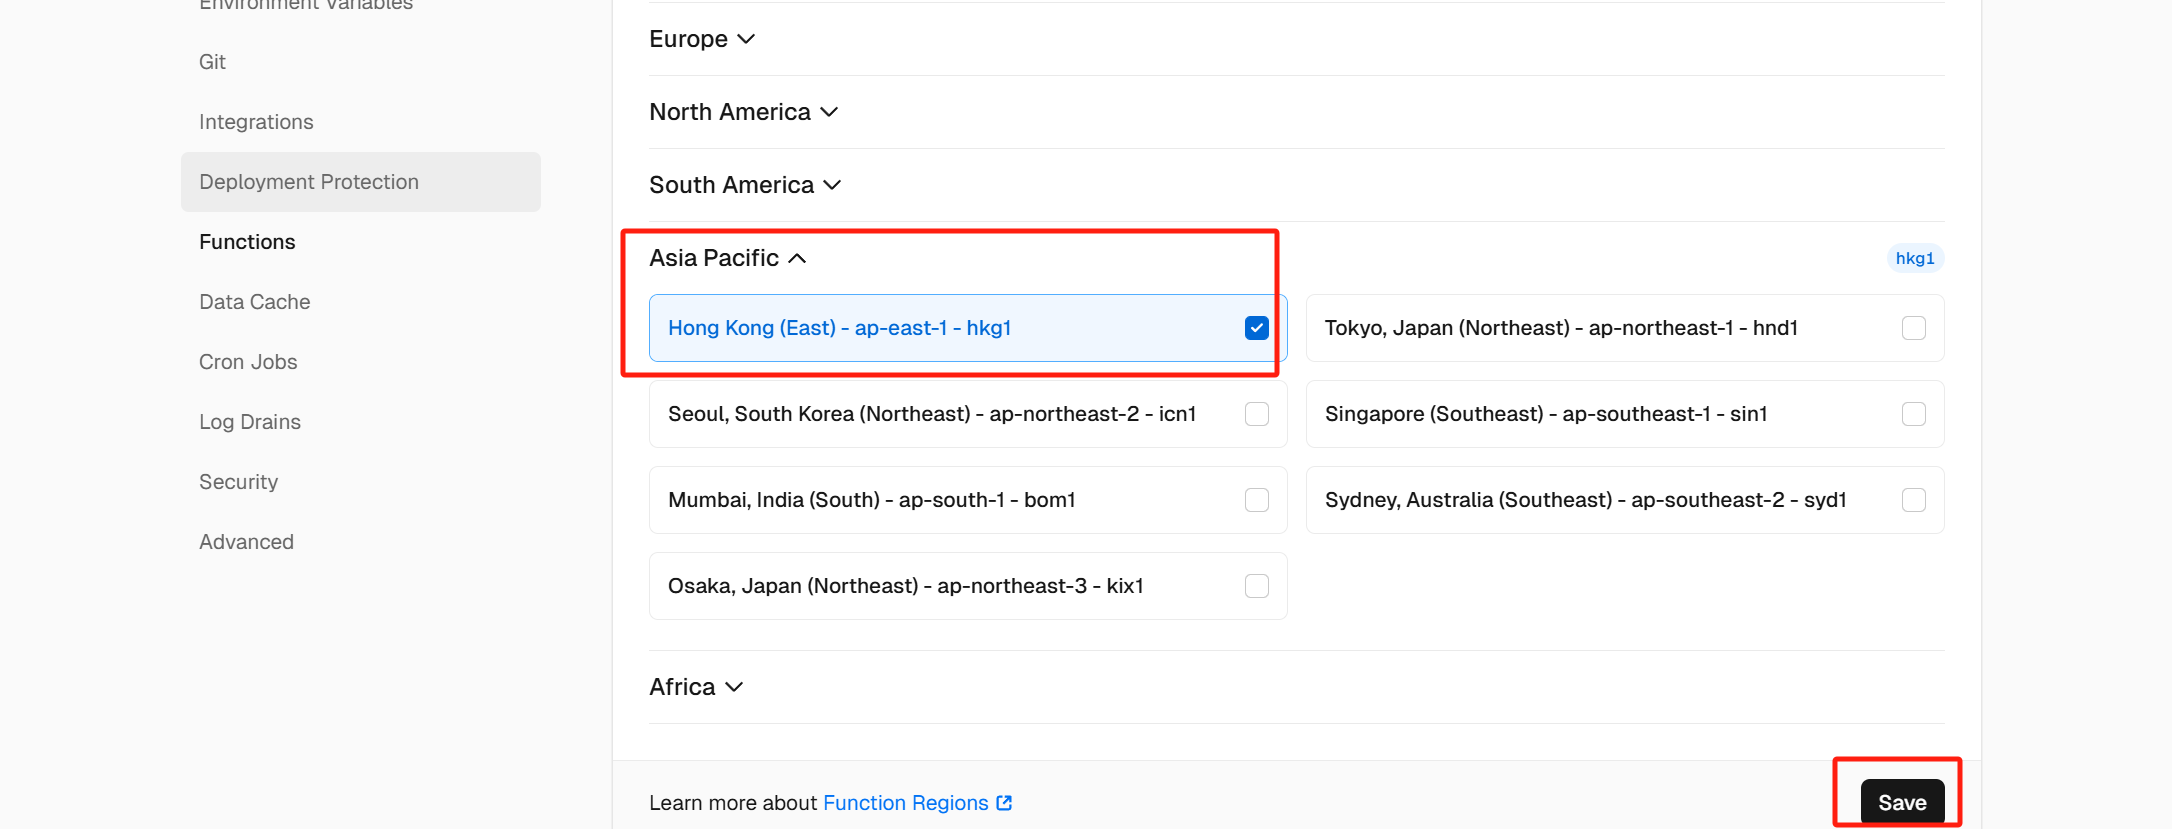 Environment Variables
Git
Integrations
Deployment Protection
Functions
Data Cache
Cron Jobs
Log Drains
Security
Advanced
Europe
North America
South America
Asia Pacific
hkg1
Hong Kong (East) - ap-east-1 - hkg1
Tokyo, Japan (Northeast) - ap-northeast-1 - hnd1
Seoul, South Korea (Northeast) - ap-northeast-2 - icn1
Singapore (Southeast) - ap-southeast-1 - sin1
Mumbai, India (South) - ap-south-1 - bom1
Sydney, Australia (Southeast) - ap-southeast-2 - syd1
Osaka, Japan (Northeast) - ap-northeast-3 - kix1
Africa
Learn more about Function Regions
Save